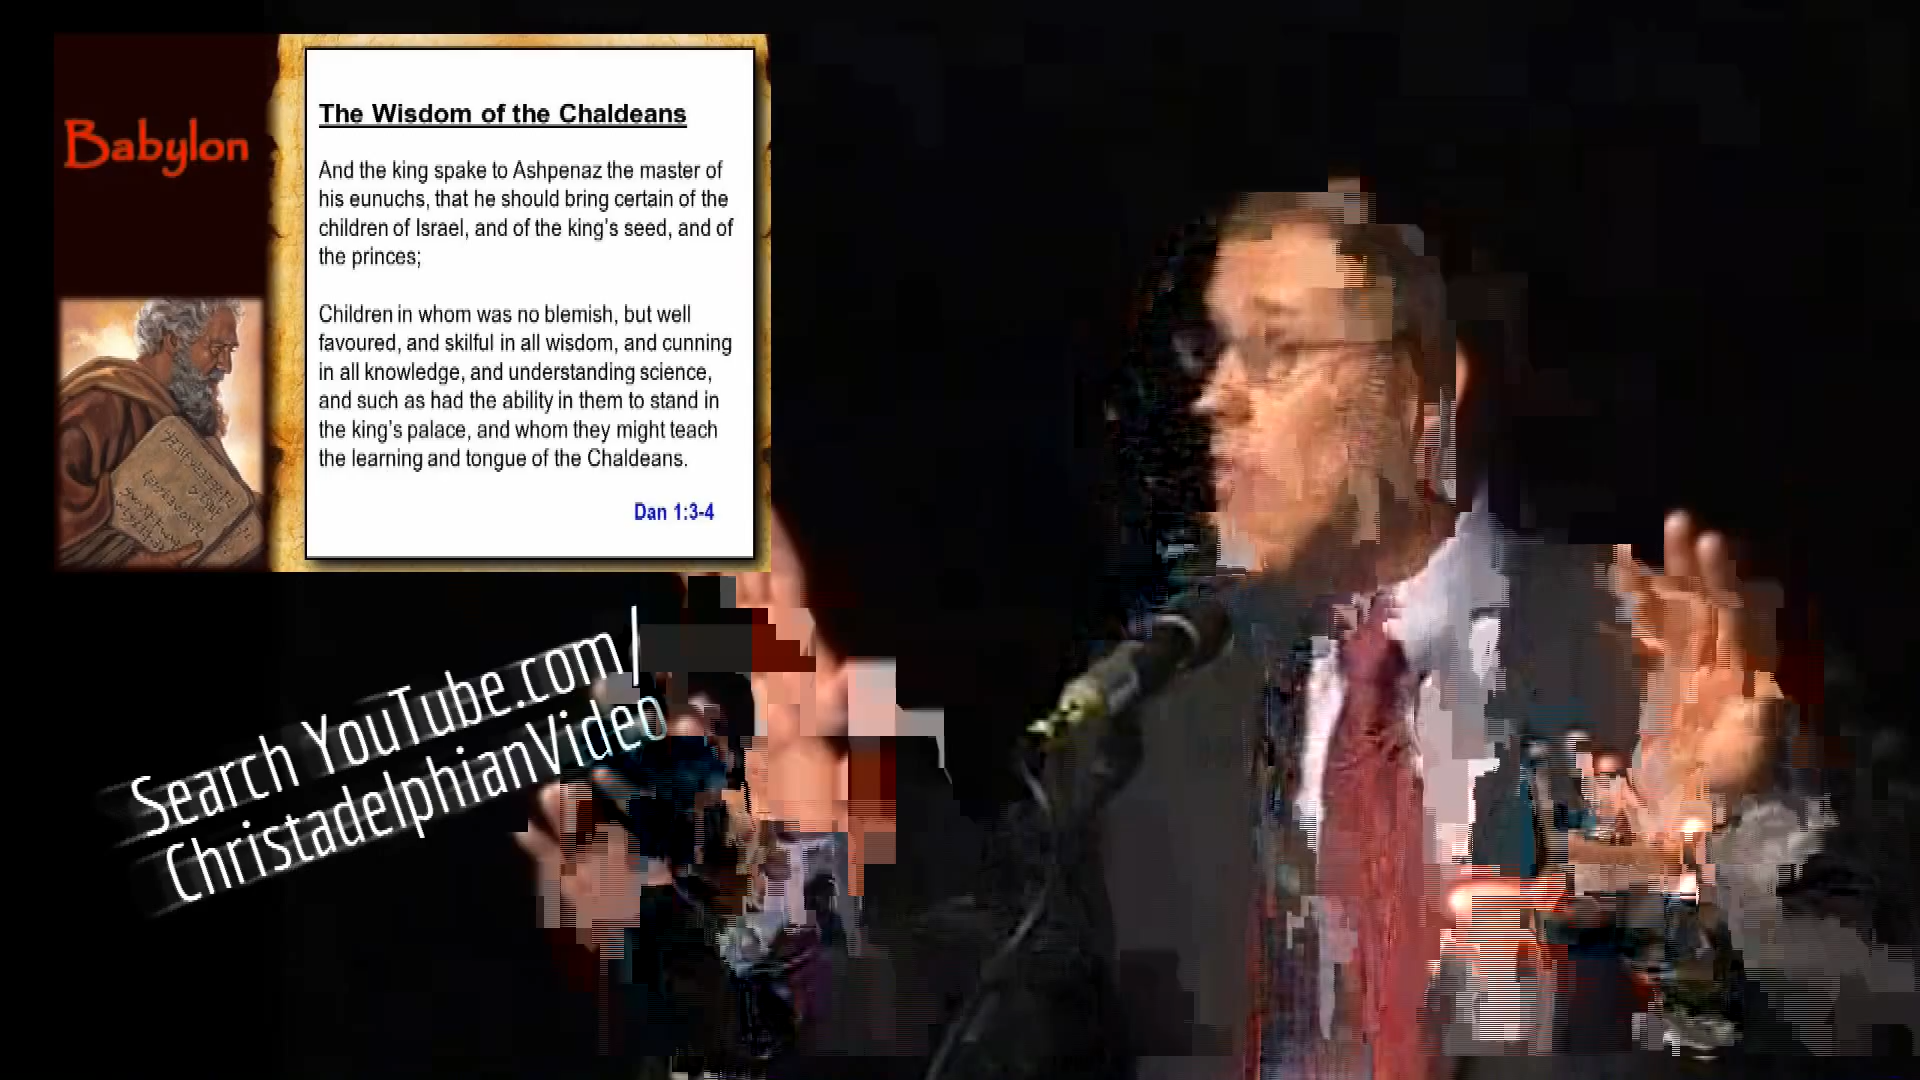 Babylon
The Wisdom of the Chaldeans
And the king spake to Ashpenaz the master of
his eunuchs, that he should bring certain of the
children of Israel, and of the king's seed, and of
the princes;
Children in whom was no blemish, but well
favoured, and skilful in all wisdom, and cunning
in all knowledge, and understanding science,
and such as had the ability in them to stand in
the king's palace, and whom they might teach
the learning and tongue of the Chaldeans.
Dan 1:3-4
Search YouTube.com/
ChristadelphianVideo